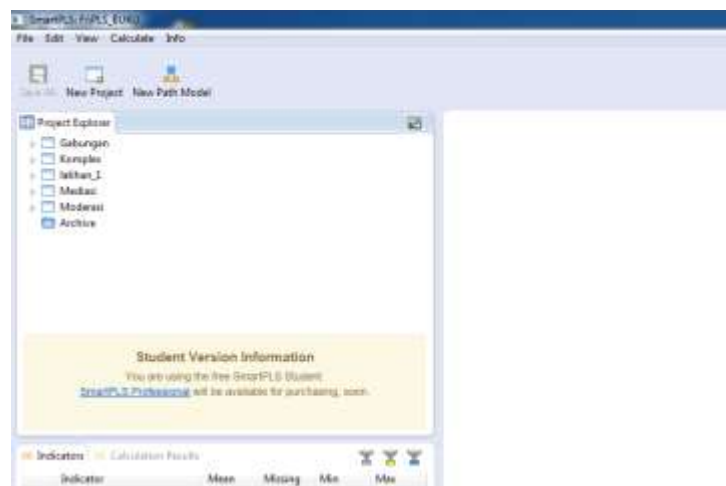 SmartPLS: F:\PLS_BUKU
File Edit View Calculate Info
Save All New Project New Path Model
Project Explorer
Gabungan
Kompleks
latihan_1
Mediasi
Moderasi
Archive
Student Version Information
You are using the free SmartPLS Student.
SmartPLS Professional will be available for purchasing, soon.
Indicators Calculation Results
Indicator Mean Missing Min Max